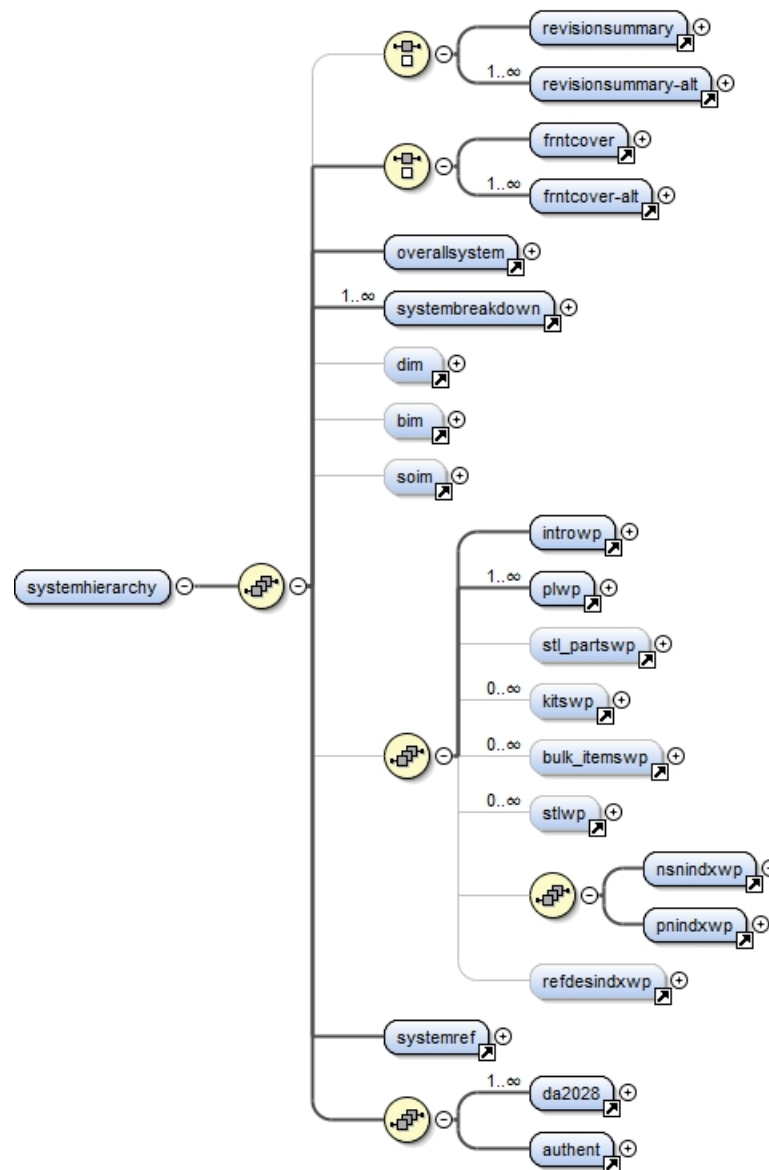 revisionsummary
1..∞
revisionsummary-alt
frntcover
1..∞
frntcover-alt
overallsystem
1..∞
systembreakdown
dim
bim
soim
systemhierarchy
introwp
1..∞
plwp
stl_partswp
0..∞
kitswp
0..∞
bulk_itemswp
0..∞
stlwp
nsnindxwp
pnindxwp
refdesindxwp
systemref
1..∞
da2028
authent